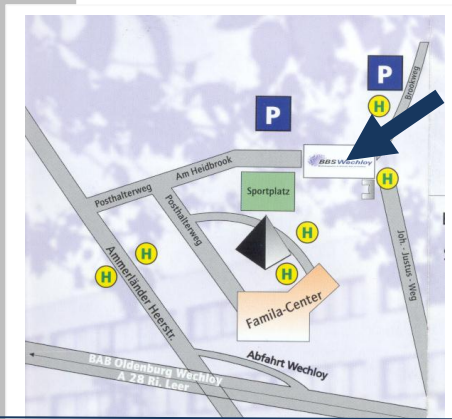 P
P
H
Brookweg
BBS Wechloy
Am Heidbrook
H
Sportplatz
Posthalterweg
Posthalterweg
H
H
H
H
Ammerländer Heerstr.
Joh. - Justus - Weg
Famila-Center
Abfahrt Wechloy
BAB Oldenburg Wechloy
A 28 Ri. Leer